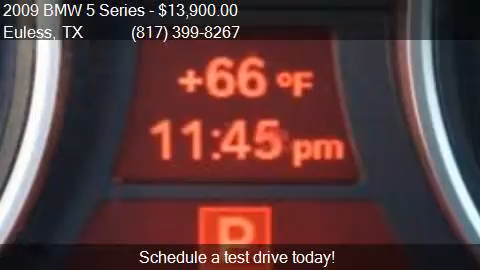 2009 BMW 5 Series - $13,900.00
Euless, TX (817) 399-8267
+66 °F
11:45 pm
P
Schedule a test drive today!